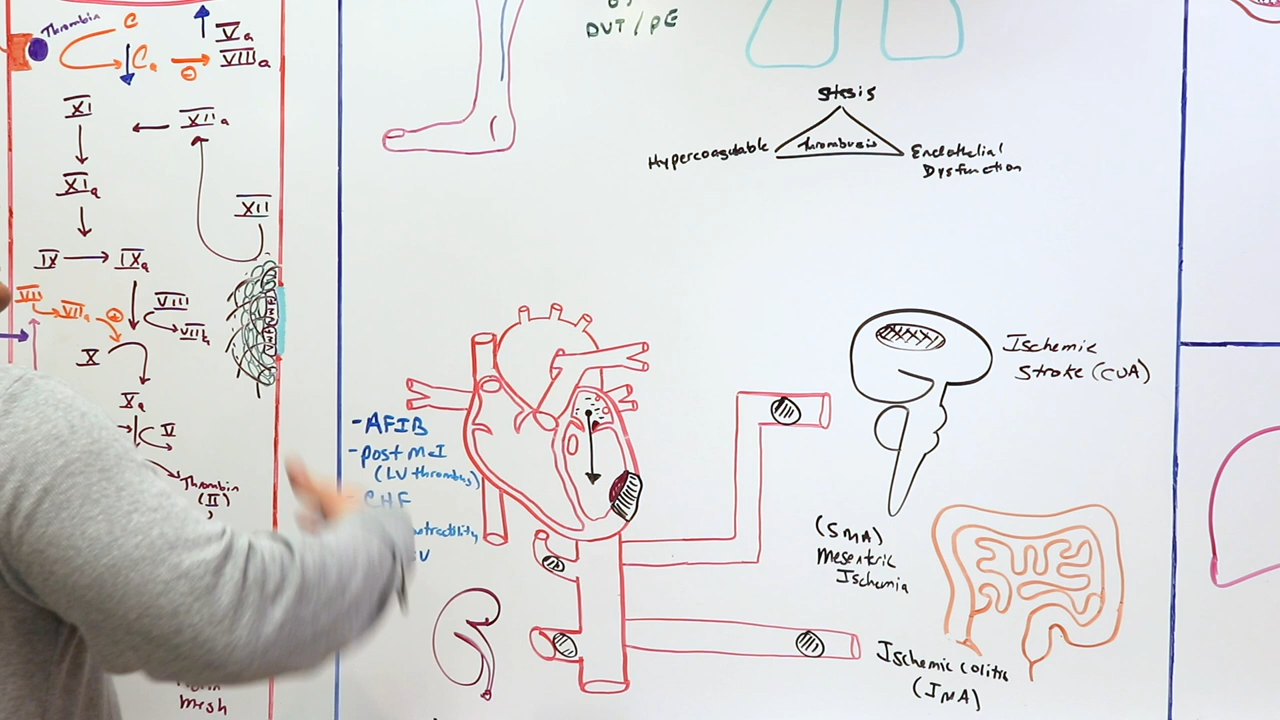 Thrombin
C
Ca
Va
VIIIa
XI
XIIa
XIa
XII
IX
IXa
VII
VIIa
VIII
X
Xa
V
Thrombin
(II)
mesh
DVT/PE
stasis
Hypercoagulable
Thrombosis
Endothelial
Dysfunction
- AFIB
- post MI
(LV thrombus)
- CHF
Ischemic
Stroke (CVA)
(SMA)
Mesenteric
Ischemia
Ischemic colitis
(IMA)